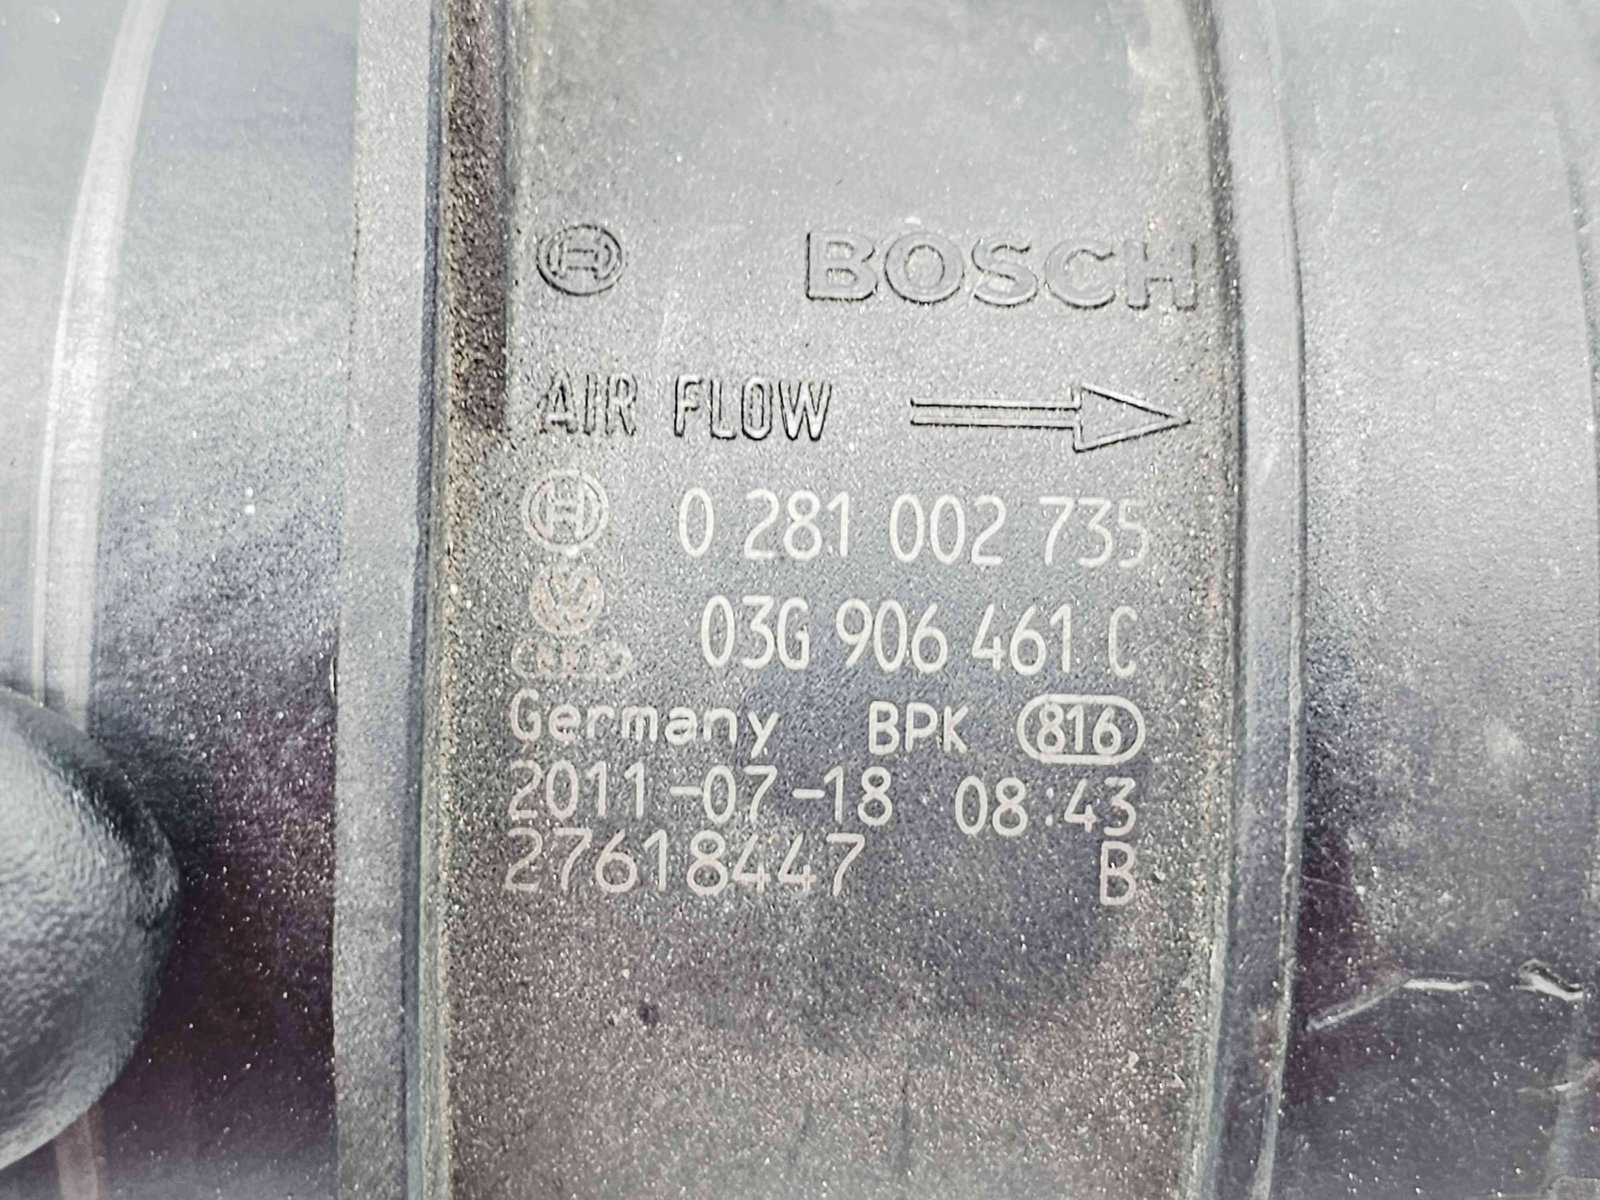 BOSCH
AIR FLOW
0 281 002 735
03G 906 461 C
Germany BPK 816
2011-07-18 08:43
27618447 B